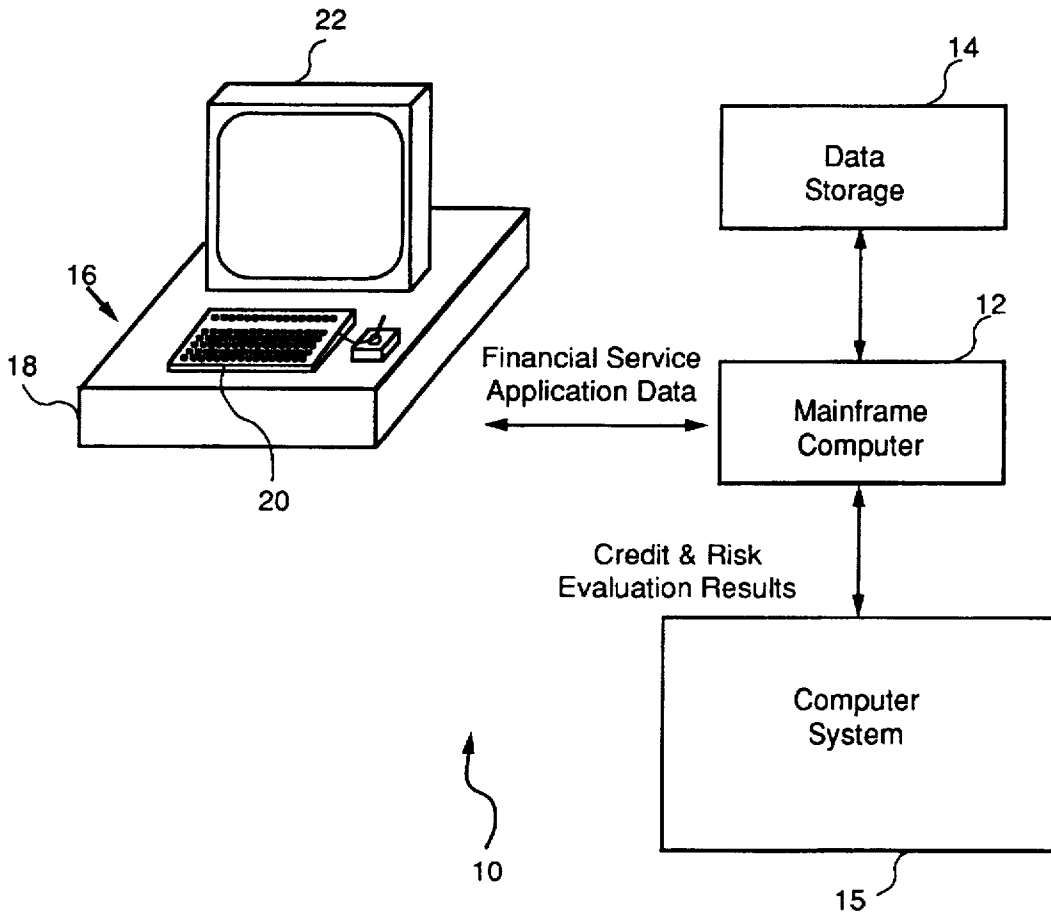 22
14
Data
Storage
16
12
18
Financial Service
Application Data
Mainframe
Computer
20
Credit & Risk
Evaluation Results
Computer
System
10
15